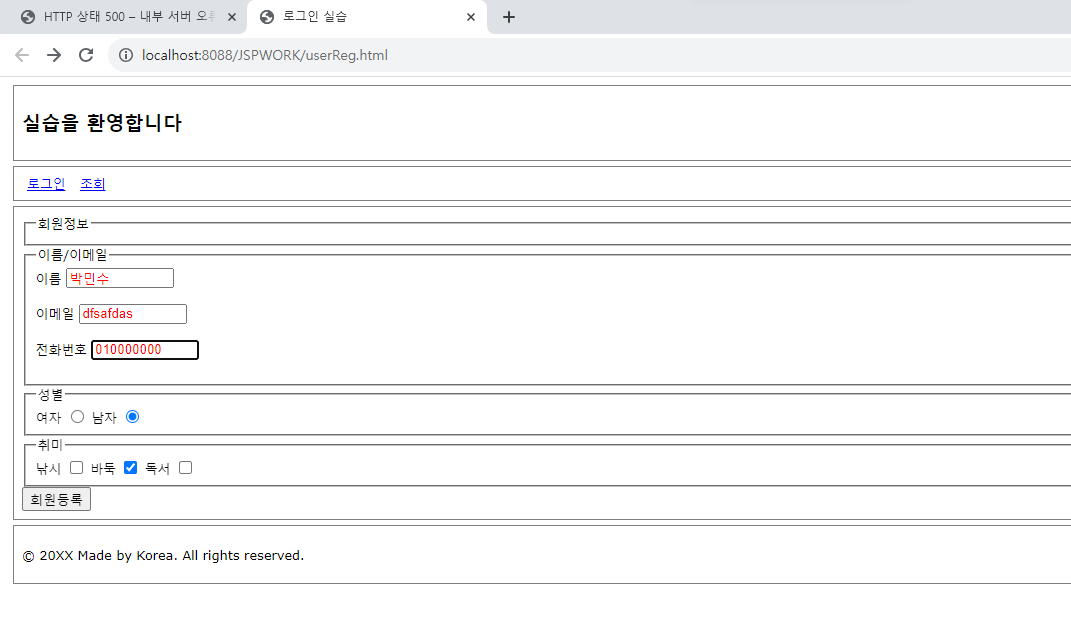 HTTP 상태 500 – 내부 서버 오류
로그인 실습
localhost:8088/JSPWORK/userReg.html
실습을 환영합니다
로그인 조회
회원정보
이름/이메일
이름 박민수
이메일 dfsafdas
전화번호 010000000
성별
여자 남자
취미
낚시 바둑 독서
회원등록
© 20XX Made by Korea. All rights reserved.